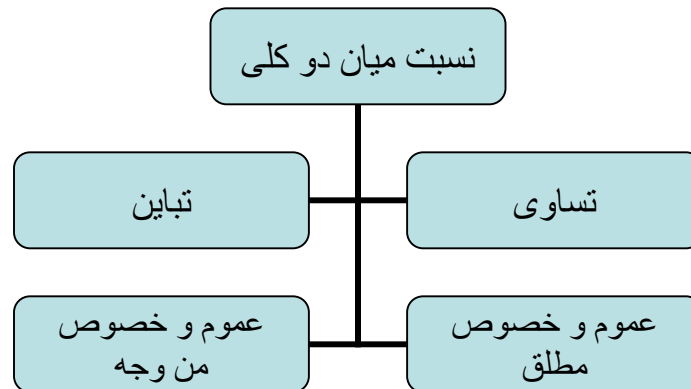 نسبت میان دو کلی
تساوی
تباین
عموم و خصوص
مطلق
عموم و خصوص
من وجه